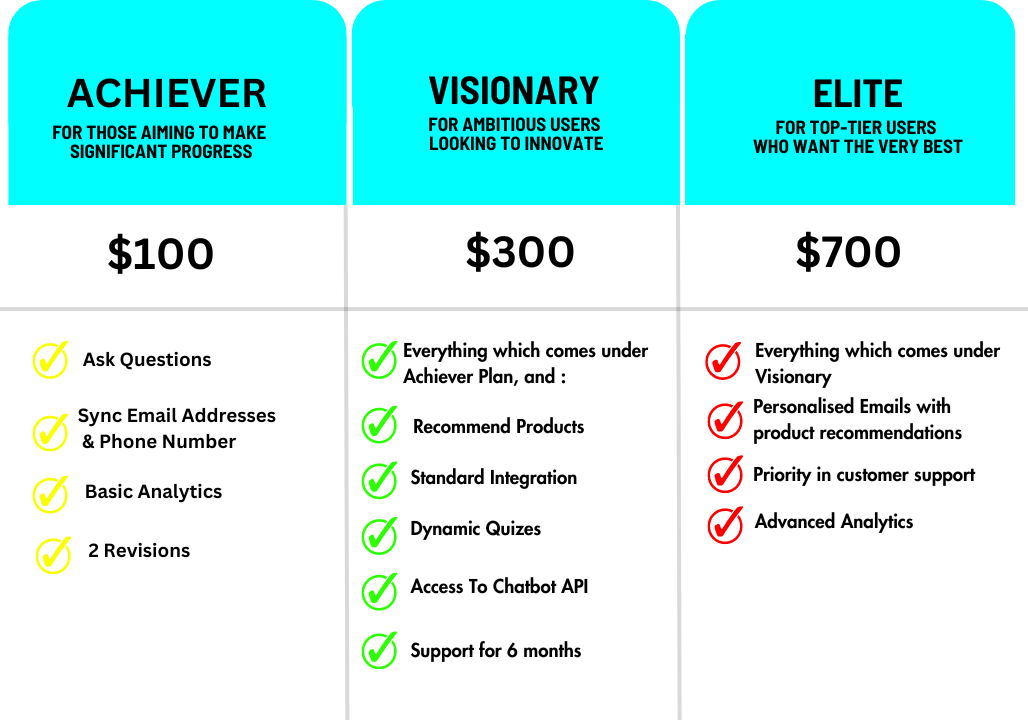 ACHIEVER
FOR THOSE AIMING TO MAKE
SIGNIFICANT PROGRESS
$100
Ask Questions
Sync Email Addresses
& Phone Number
Basic Analytics
2 Revisions
VISIONARY
FOR AMBITIOUS USERS
LOOKING TO INNOVATE
$300
Everything which comes under
Achiever Plan, and :
Recommend Products
Standard Integration
Dynamic Quizes
Access To Chatbot API
Support for 6 months
ELITE
FOR TOP-TIER USERS
WHO WANT THE VERY BEST
$700
Everything which comes under
Visionary
Personalised Emails with
product recommendations
Priority in customer support
Advanced Analytics